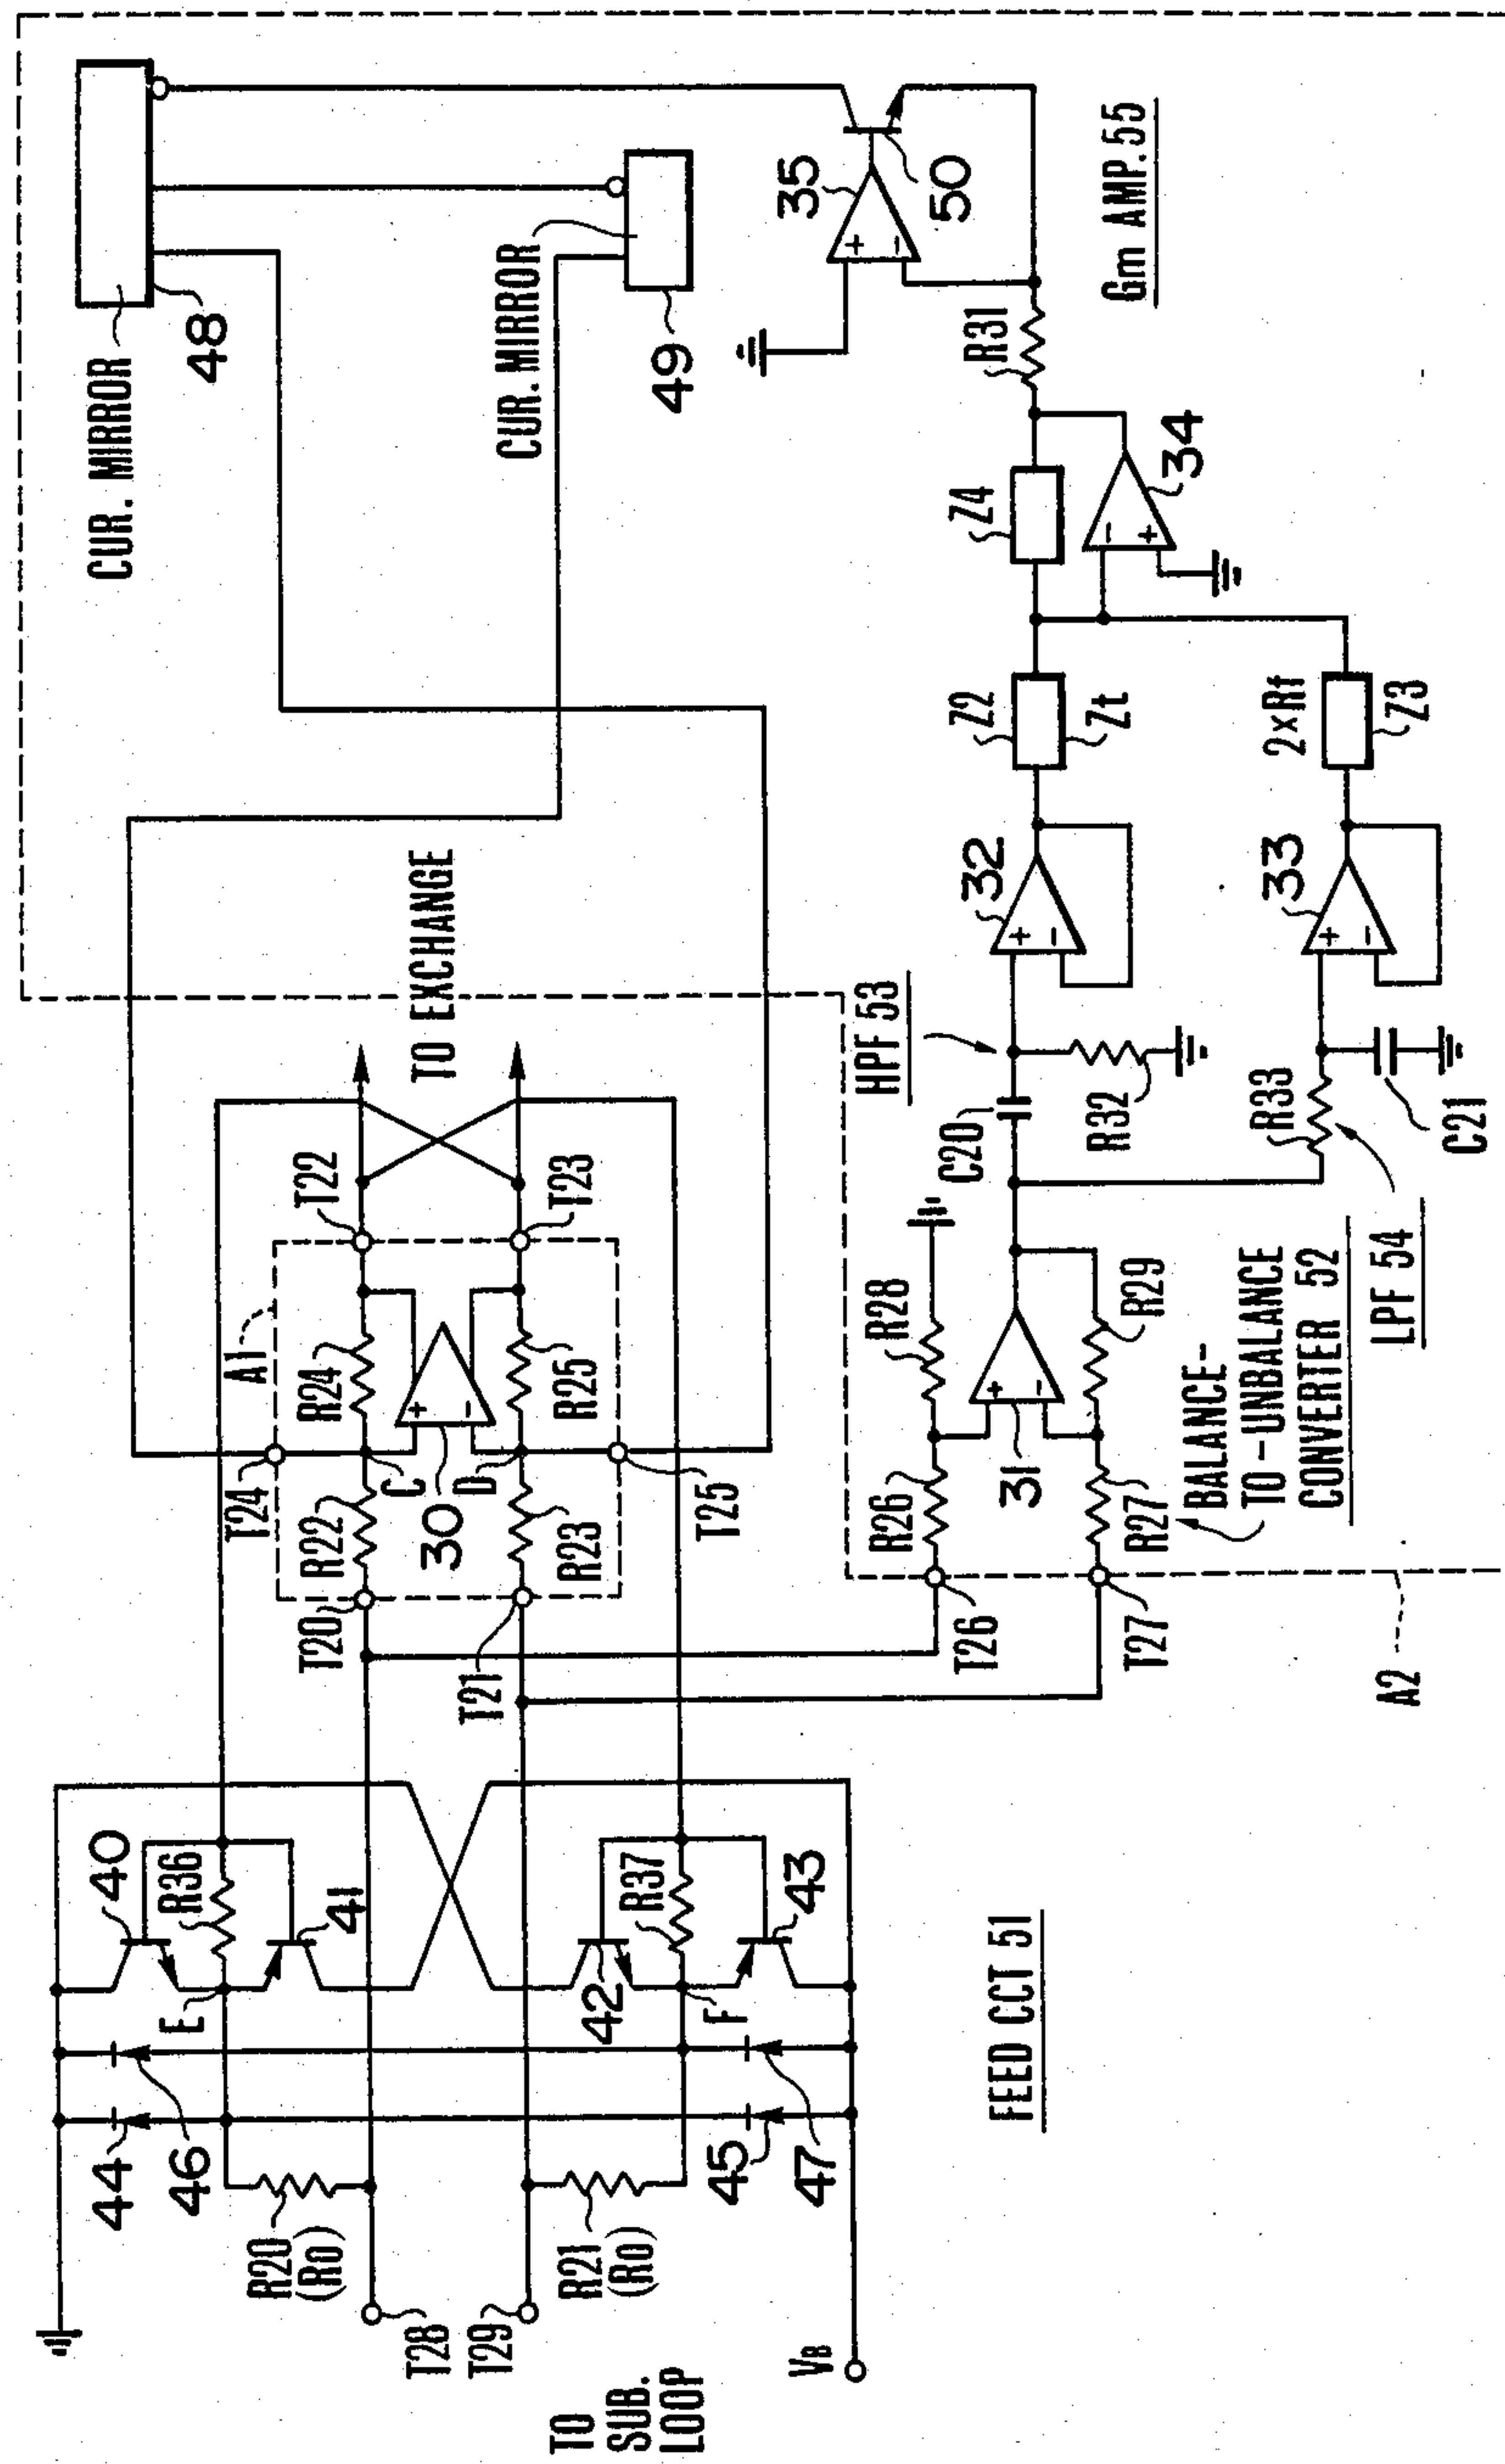 CUR. MIRROR
48
CUR. MIRROR
49
35
50
Gm AMP. 55
R31
34
Z4
Z2
Zt
2×Rf
Z3
TO EXCHANGE
32
33
HPF 53
C20
R32
R33
C21
LPF 54
T22
T23
A1
R24
R25
T24
C
D
30
T25
R22
R23
T20
T21
R28
R29
31
R26
R27
BALANCE-
TO-UNBALANCE
CONVERTER 52
T26
T27
A2
40
R36
41
R37
43
E
42
F
44
46
45
47
R20
(Ro)
R21
(Ro)
T28
T29
VB
TO
SUB.
LOOP
FEED CCT 51
+
-
+
-
+
-
+
-
-
+
+
-